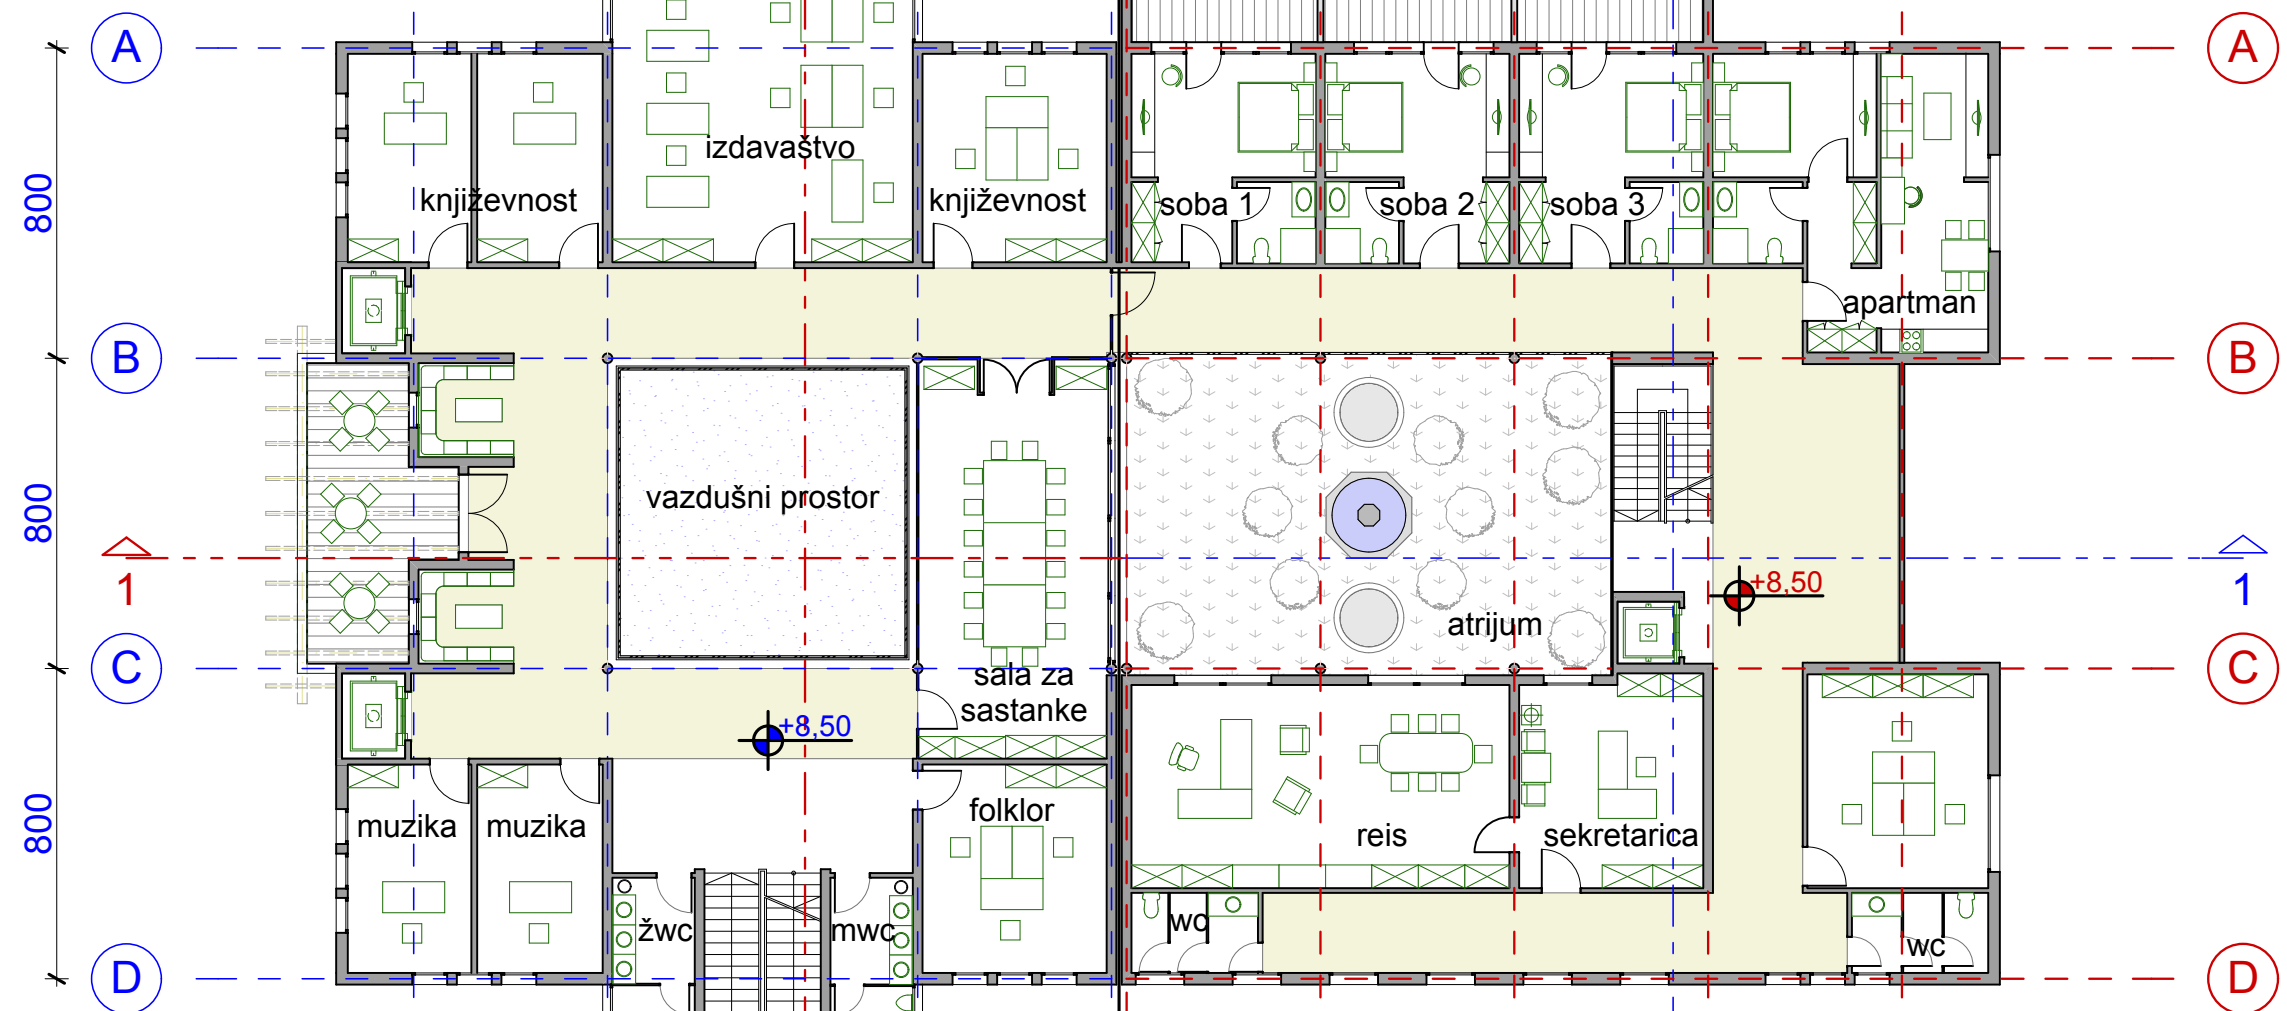 A
A
izdavaštvo
književnost
književnost
soba 1
soba 2
soba 3
800
apartman
B
B
vazdušni prostor
800
1
+8,50
1
atrijum
C
C
sala za
sastanke
+8,50
folklor
muzika
muzika
reis
sekretarica
800
žwc
mwc
wc
wc
D
D